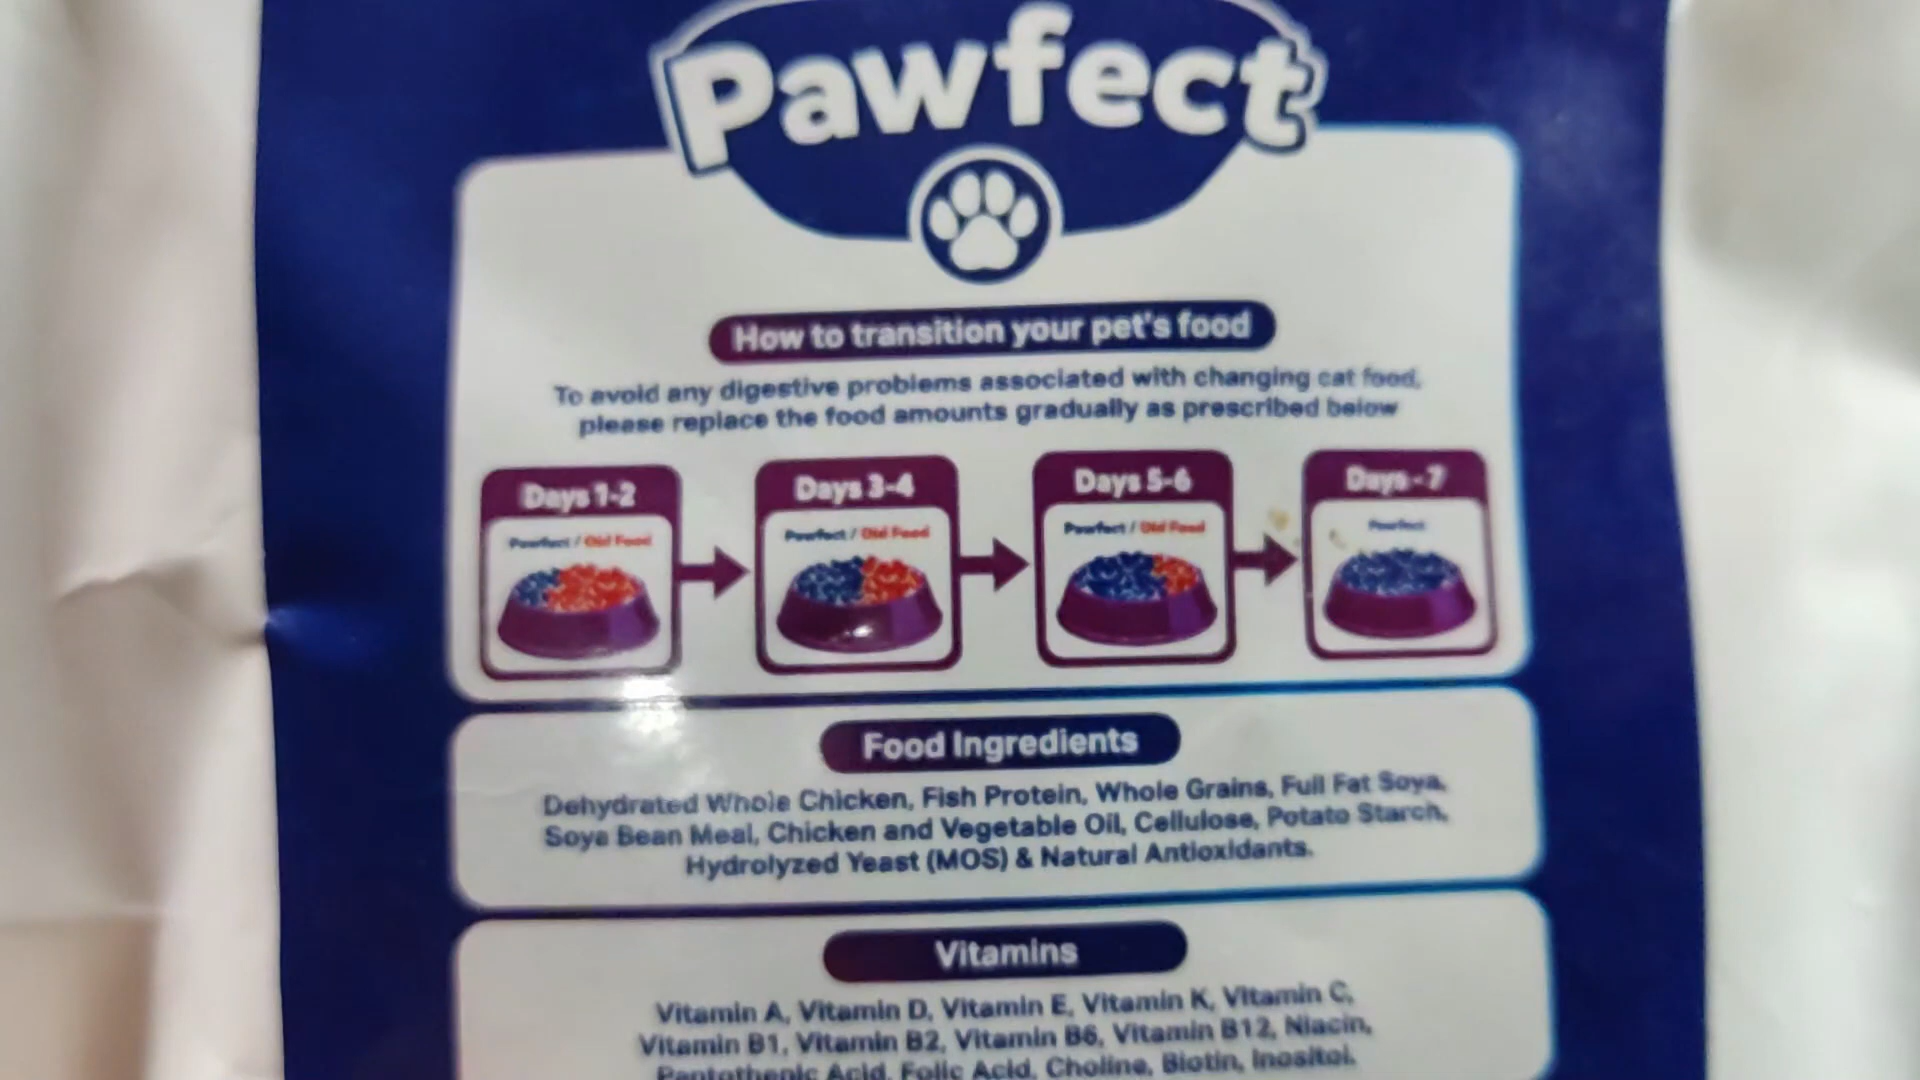 Pawfect
How to transition your pet's food
To avoid any digestive problems associated with changing cat food,
please replace the food amounts gradually as prescribed below
Days 1-2
Days 3-4
Days 5-6
Days - 7
Pawfect / Old Food
Pawfect / Old Food
Pawfect / Old Food
Pawfect
Food Ingredients
Dehydrated Whole Chicken, Fish Protein, Whole Grains, Full Fat Soya,
Soya Bean Meal, Chicken and Vegetable Oil, Cellulose, Potato Starch,
Hydrolyzed Yeast (MOS) & Natural Antioxidants.
Vitamins
Vitamin A, Vitamin D, Vitamin E, Vitamin K, Vitamin C,
Vitamin B1, Vitamin B2, Vitamin B6, Vitamin B12, Niacin,
Pantothenic Acid, Folic Acid, Choline, Biotin, Inositol.